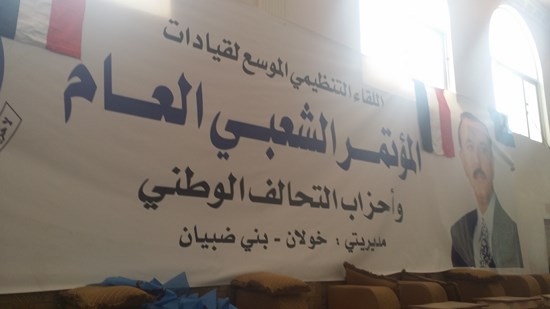 اللقاء التنظيمي الموسع لقيادات
المؤتمر الشعبي العام
وأحزاب التحالف الوطني
مديريتي : خولان - بني ضبيان